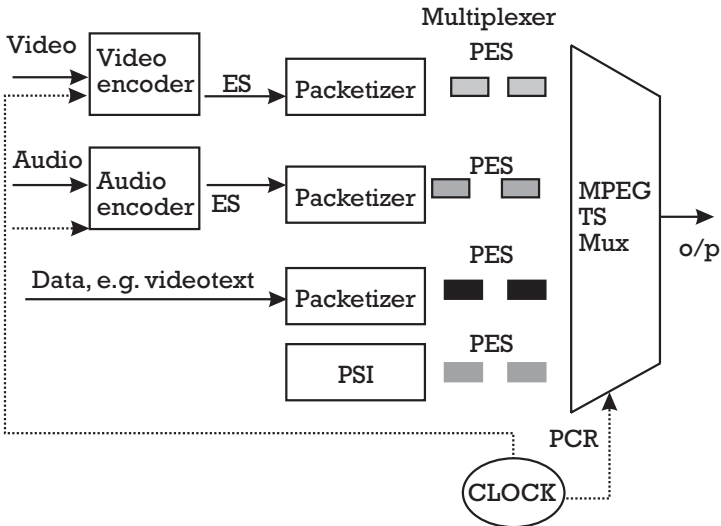 Multiplexer
Video
Video
encoder
ES
Packetizer
PES
Audio
Audio
encoder
ES
Packetizer
PES
MPEG
TS
Mux
o/p
Data, e.g. videotext
Packetizer
PES
PSI
PES
PCR
CLOCK